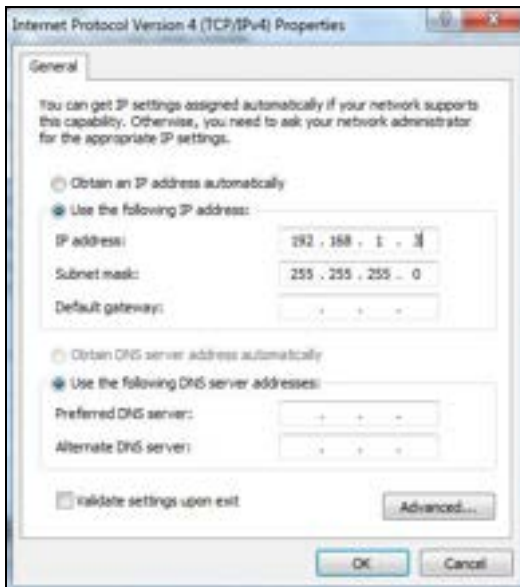 Internet Protocol Version 4 (TCP/IPv4) Properties
General
You can get IP settings assigned automatically if your network supports
this capability. Otherwise, you need to ask your network administrator
for the appropriate IP settings.
Obtain an IP address automatically
Use the following IP address:
IP address: 192 . 168 . 1 . 3
Subnet mask: 255 . 255 . 255 . 0
Default gateway: . . .
Obtain DNS server address automatically
Use the following DNS server addresses:
Preferred DNS server: . . .
Alternate DNS server: . . .
Validate settings upon exit
Advanced...
OK Cancel